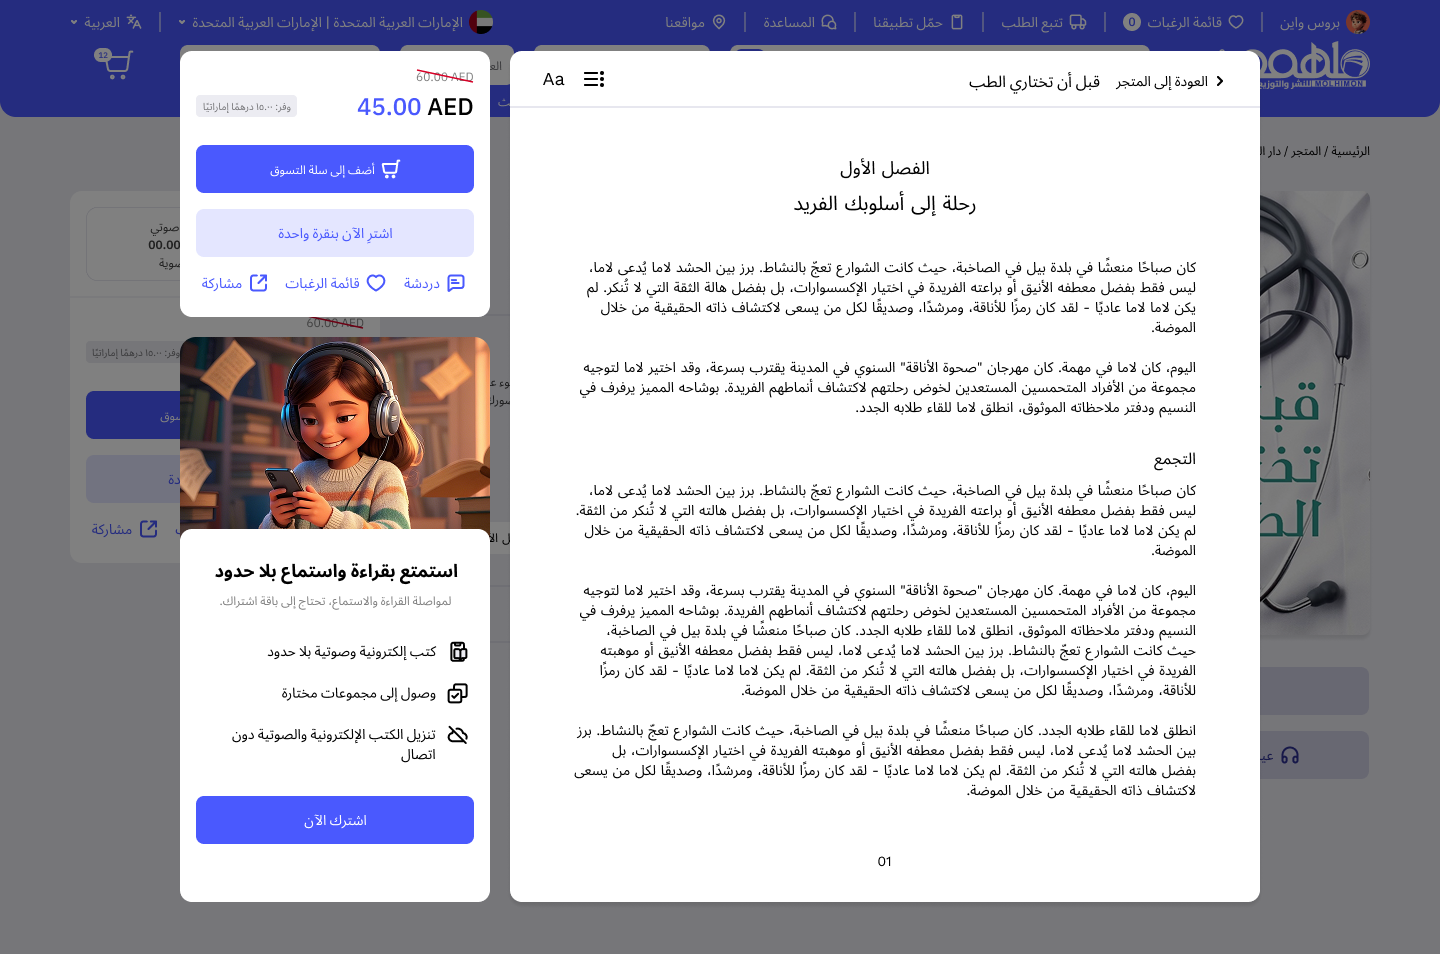 بروس واين
قائمة الرغبات 0
تتبع الطلب
حمّل تطبيقنا
المساعدة
مواقعنا
الإمارات العربية المتحدة | الإمارات العربية المتحدة
العربية
12
للنشر والتوزيع MOLHIMON
الرئيسية / المتجر / دار
العودة إلى المتجر
قبل أن تختاري الطب
Aa
الفصل الأول
رحلة إلى أسلوبك الفريد
كان صباحًا منعشًا في بلدة بيل في الصاخبة، حيث كانت الشوارع تعجّ بالنشاط. برز بين الحشد لاما يُدعى لاما،
ليس فقط بفضل معطفه الأنيق أو براعته الفريدة في اختيار الإكسسوارات، بل بفضل هالة الثقة التي لا تُنكر. لم
يكن لاما لاما عاديًا - لقد كان رمزًا للأناقة، ومرشدًا، وصديقًا لكل من يسعى لاكتشاف ذاته الحقيقية من خلال
الموضة.
اليوم، كان لاما في مهمة. كان مهرجان "صحوة الأناقة" السنوي في المدينة يقترب بسرعة، وقد اختير لاما لتوجيه
مجموعة من الأفراد المتحمسين المستعدين لخوض رحلتهم لاكتشاف أنماطهم الفريدة. بوشاحه المميز يرفرف في
النسيم ودفتر ملاحظاته الموثوق، انطلق لاما للقاء طلابه الجدد.
التجمع
كان صباحًا منعشًا في بلدة بيل في الصاخبة، حيث كانت الشوارع تعجّ بالنشاط. برز بين الحشد لاما يُدعى لاما،
ليس فقط بفضل معطفه الأنيق أو براعته الفريدة في اختيار الإكسسوارات، بل بفضل هالته التي لا تُنكر من الثقة.
لم يكن لاما لاما عاديًا - لقد كان رمزًا للأناقة، ومرشدًا، وصديقًا لكل من يسعى لاكتشاف ذاته الحقيقية من خلال
الموضة.
اليوم، كان لاما في مهمة. كان مهرجان "صحوة الأناقة" السنوي في المدينة يقترب بسرعة، وقد اختير لاما لتوجيه
مجموعة من الأفراد المتحمسين المستعدين لخوض رحلتهم لاكتشاف أنماطهم الفريدة. بوشاحه المميز يرفرف في
النسيم ودفتر ملاحظاته الموثوق، انطلق لاما للقاء طلابه الجدد. كان صباحًا منعشًا في بلدة بيل في الصاخبة،
حيث كانت الشوارع تعجّ بالنشاط. برز بين الحشد لاما يُدعى لاما، ليس فقط بفضل معطفه الأنيق أو موهبته
الفريدة في اختيار الإكسسوارات، بل بفضل هالته التي لا تُنكر من الثقة. لم يكن لاما لاما عاديًا - لقد كان رمزًا
للأناقة، ومرشدًا، وصديقًا لكل من يسعى لاكتشاف ذاته الحقيقية من خلال الموضة.
انطلق لاما للقاء طلابه الجدد. كان صباحًا منعشًا في بلدة بيل في الصاخبة، حيث كانت الشوارع تعجّ بالنشاط. برز
بين الحشد لاما يُدعى لاما، ليس فقط بفضل معطفه الأنيق أو موهبته الفريدة في اختيار الإكسسوارات، بل
بفضل هالته التي لا تُنكر من الثقة. لم يكن لاما لاما عاديًا - لقد كان رمزًا للأناقة، ومرشدًا، وصديقًا لكل من يسعى
لاكتشاف ذاته الحقيقية من خلال الموضة.
01
60.00 AED
45.00 AED
وفر: ١٥.٠٠ درهمًا إماراتيًا
أضف إلى سلة التسوق
اشترِ الآن بنقرة واحدة
دردشة
قائمة الرغبات
مشاركة
60.00 AED
وفر: ١٥.٠٠ درهمًا إماراتيًا
مشاركة
استمتع بقراءة واستماع بلا حدود
لمواصلة القراءة والاستماع، تحتاج إلى باقة اشتراك.
كتب إلكترونية وصوتية بلا حدود
وصول إلى مجموعات مختارة
تنزيل الكتب الإلكترونية والصوتية دون
اتصال
اشترك الآن